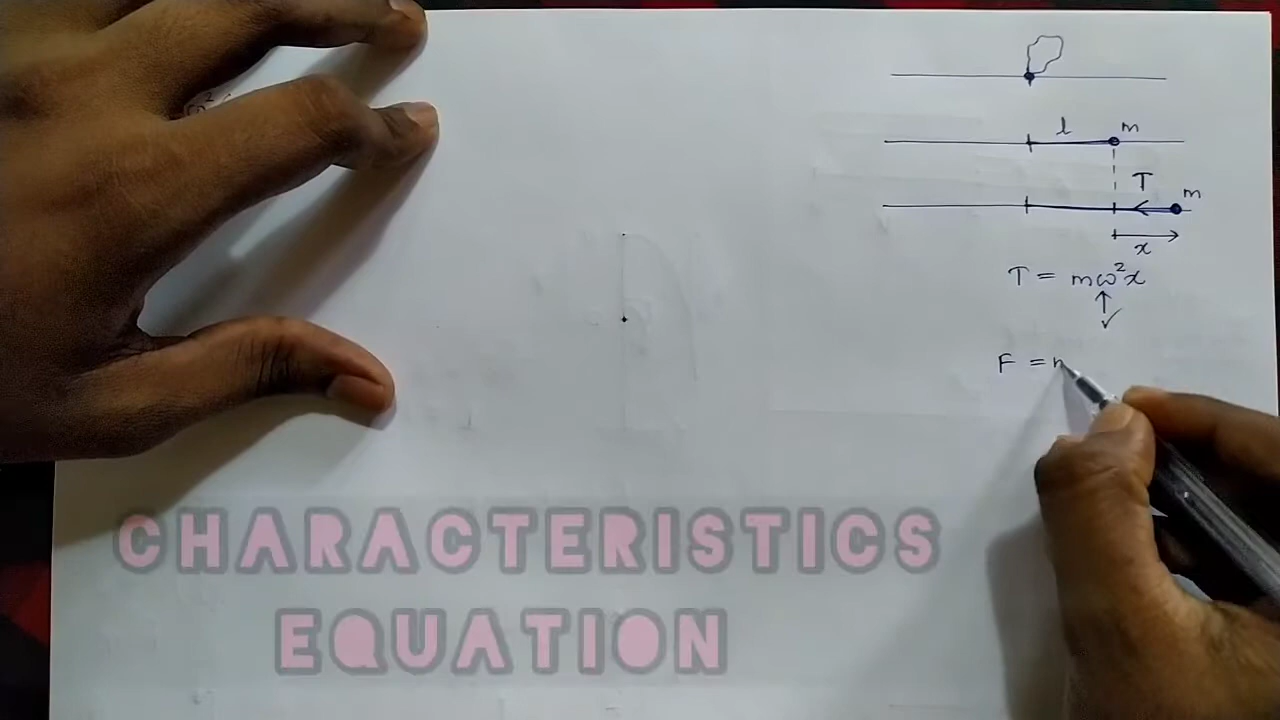 l m
T m
x
T = mω²x
F = m
CHARACTERISTICS
EQUATION